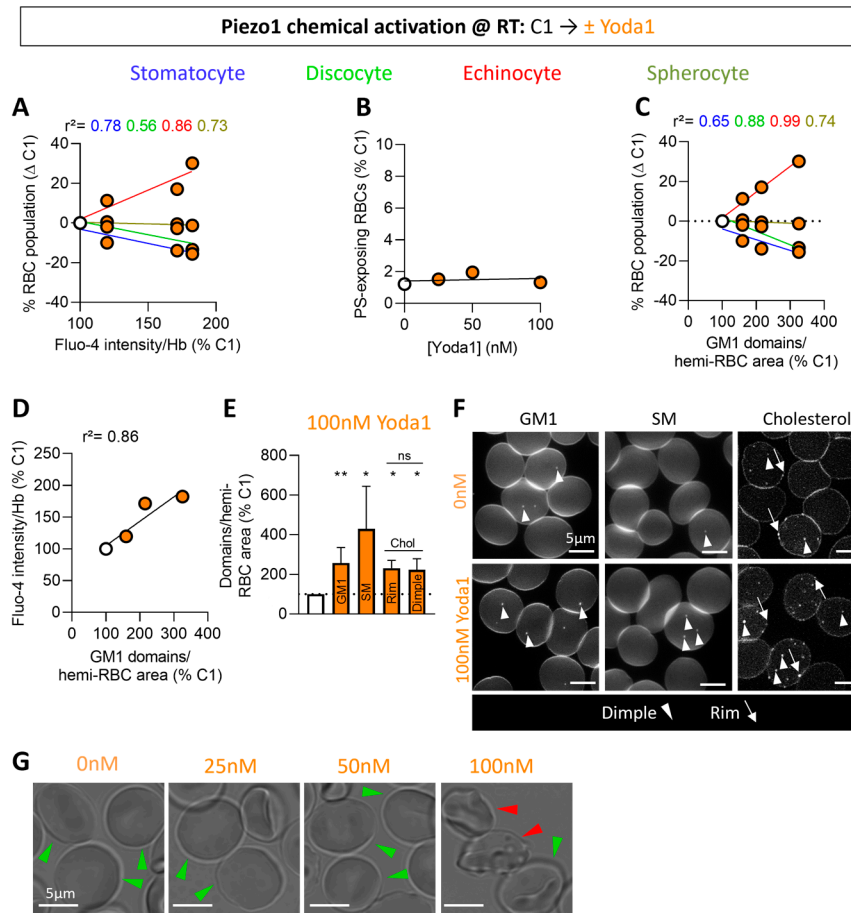 Piezo1 chemical activation @ RT: C1 → ± Yoda1
Stomatocyte Discocyte Echinocyte Spherocyte
A
r²= 0.78 0.56 0.86 0.73
% RBC population (Δ C1)
40
20
0
-20
-40
100 150 200
Fluo-4 intensity/Hb (% C1)
B
PS-exposing RBCs (% C1)
10
8
6
4
2
0
0 50 100
[Yoda1] (nM)
C
r²= 0.65 0.88 0.99 0.74
% RBC population (Δ C1)
40
20
0
-20
-40
0 100 200 300 400
GM1 domains/
hemi-RBC area (% C1)
D
r²= 0.86
Fluo-4 intensity/Hb (% C1)
250
200
150
100
50
0
0 100 200 300 400
GM1 domains/
hemi-RBC area (% C1)
E
100nM Yoda1
Domains/hemi-
RBC area (% C1)
800
600
400
200
0
ns
** * * *
Chol
GM1
SM
Rim
Dimple
F
GM1 SM Cholesterol
0nM
5µm
100nM Yoda1
Dimple Rim
G
0nM 25nM 50nM 100nM
5µm